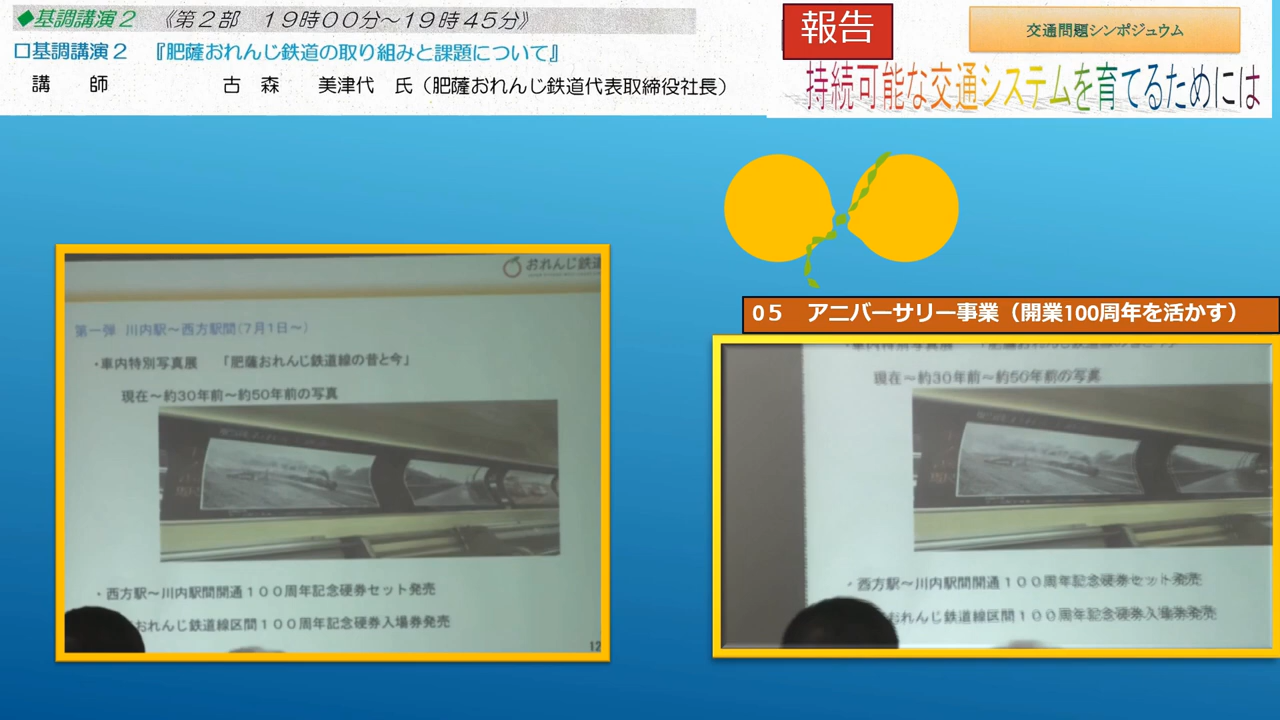 ◆基調講演２ 《第２部 １９時００分～１９時４５分》
口基調講演２ 『肥薩おれんじ鉄道の取り組みと課題について』
講 師 古 森 美津代 氏（肥薩おれんじ鉄道代表取締役社長）
報告
交通問題シンポジュウム
持続可能な交通システムを育てるためには
おれんじ鉄道
第一弾 川内駅～西方駅間(7月1日～)
・車内特別写真展 「肥薩おれんじ鉄道線の昔と今」
現在～約30年前～約50年前の写真
・西方駅～川内駅間開通１００周年記念硬券セット発売
おれんじ鉄道線区間１００周年記念硬券入場券発売
12
０５ アニバーサリー事業（開業100周年を活かす）
現在～約30年前～約50年前の写真
・西方駅～川内駅間開通１００周年記念硬券セット発売
おれんじ鉄道線区間１００周年記念硬券入場券発売